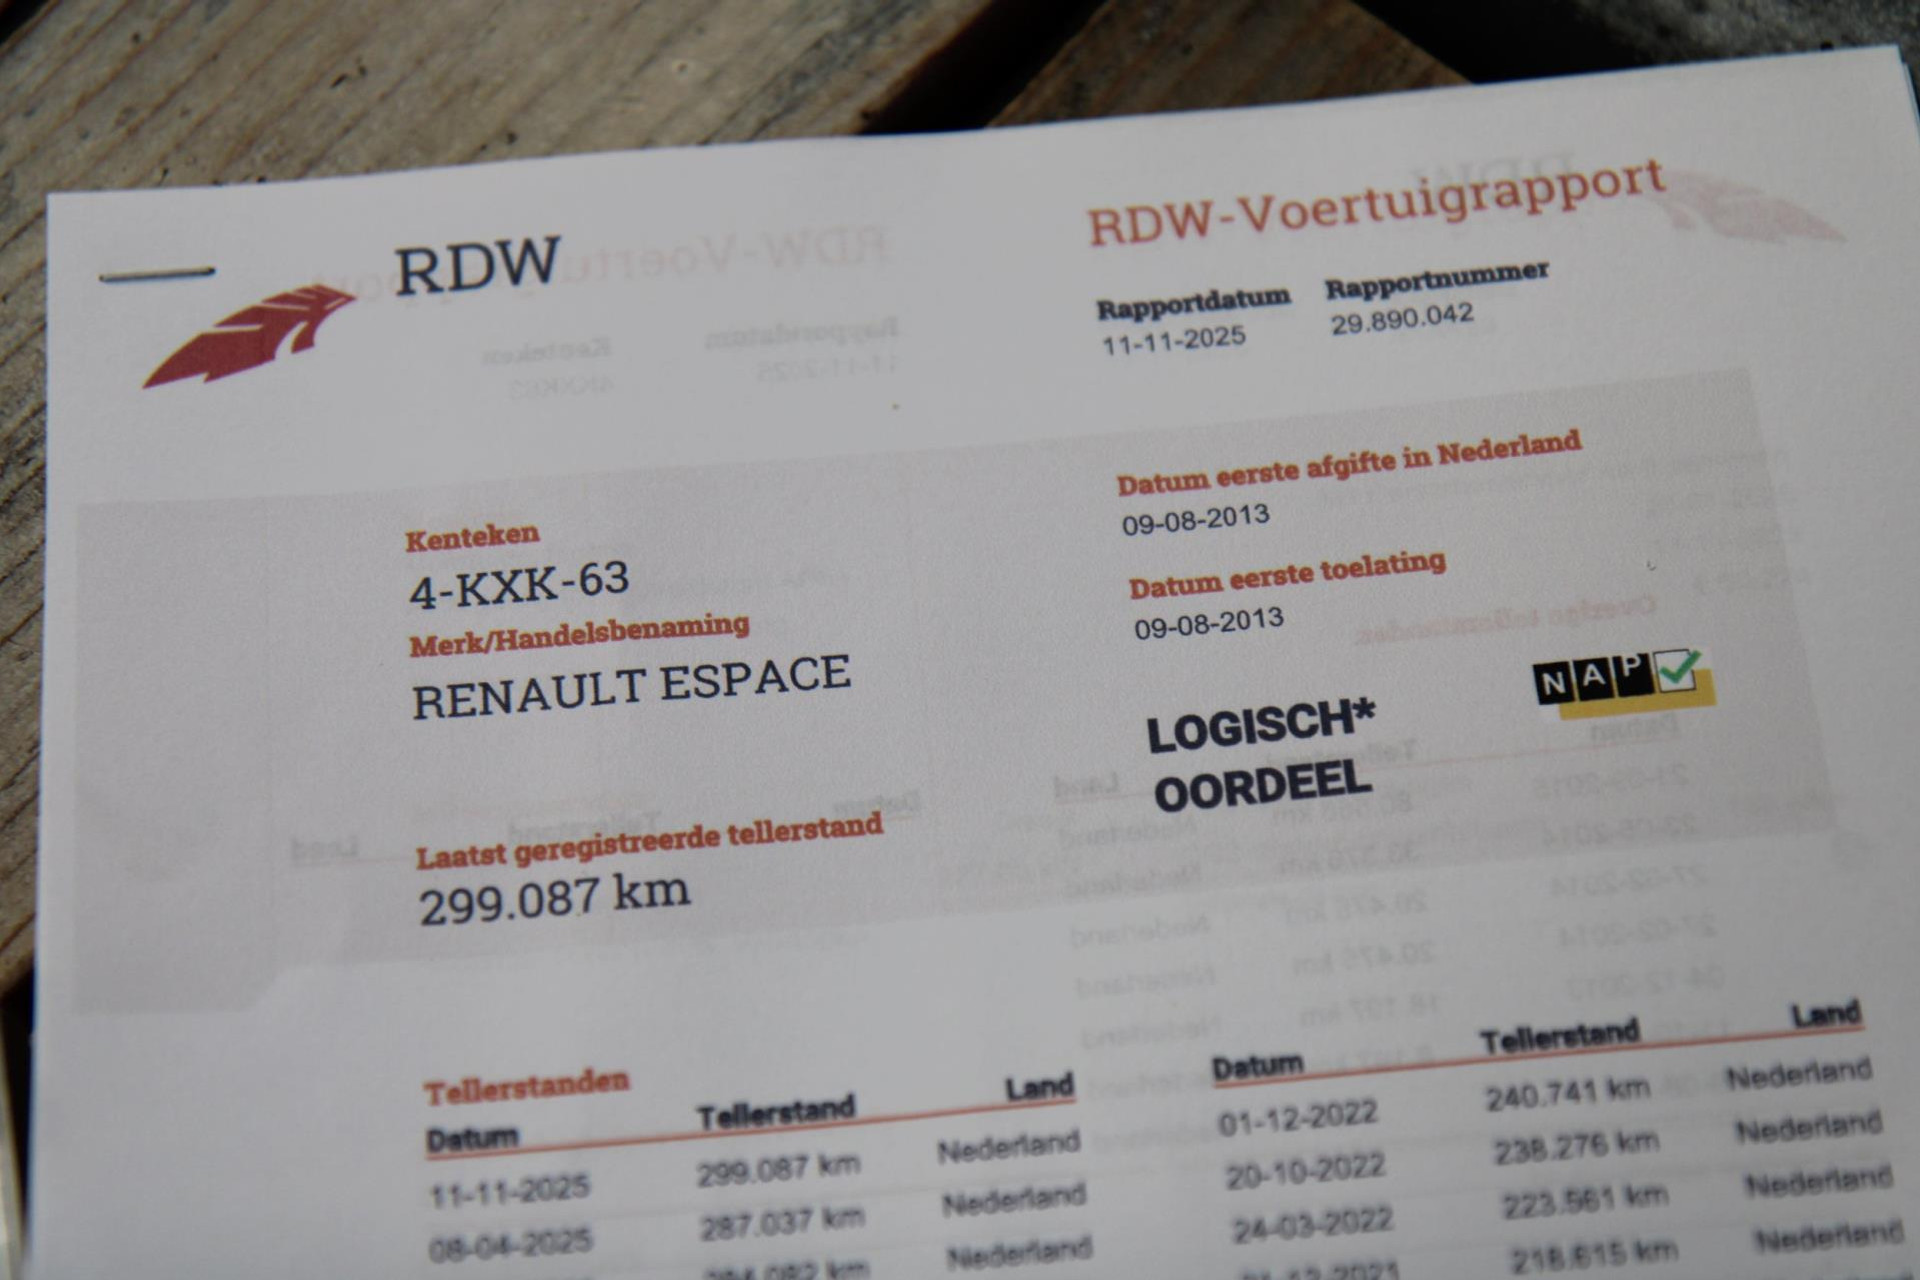 RDW
RDW-Voertuigrapport
Rapportdatum Rapportnummer
11-11-2025 29.890.042
Kenteken
4-KXK-63
Merk/Handelsbenaming
RENAULT ESPACE
Laatst geregistreerde tellerstand
299.087 km
Datum eerste afgifte in Nederland
09-08-2013
Datum eerste toelating
09-08-2013
NAP
LOGISCH*
OORDEEL
Tellerstanden
Datum Tellerstand Land
11-11-2025 299.087 km Nederland
08-04-2025 287.037 km Nederland
Nederland
Datum Tellerstand Land
01-12-2022 240.741 km Nederland
20-10-2022 238.276 km Nederland
24-03-2022 223.561 km Nederland
218.615 km Nederland